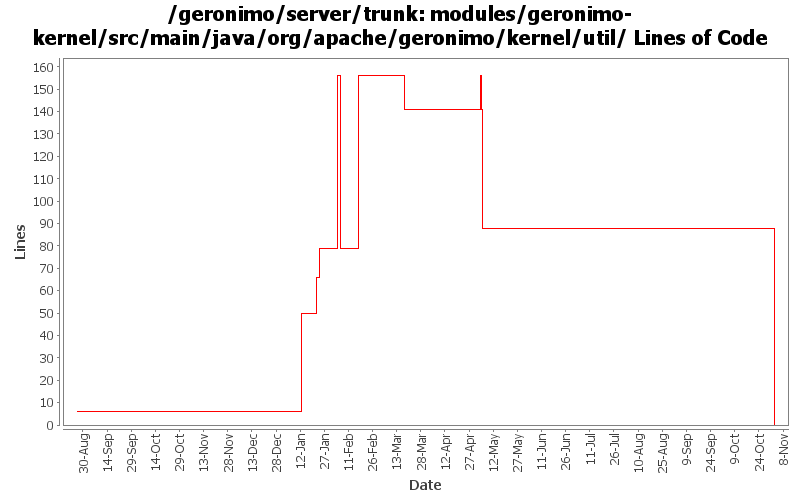 /geronimo/server/trunk: modules/geronimo-
kernel/src/main/java/org/apache/geronimo/kernel/util/ Lines of Code
160
150
140
130
120
110
100
90
80
70
60
50
40
30
20
10
0
Lines
30-Aug
14-Sep
29-Sep
14-Oct
29-Oct
13-Nov
28-Nov
13-Dec
28-Dec
12-Jan
27-Jan
11-Feb
26-Feb
13-Mar
28-Mar
12-Apr
27-Apr
12-May
27-May
11-Jun
26-Jun
11-Jul
26-Jul
10-Aug
25-Aug
9-Sep
24-Sep
9-Oct
24-Oct
8-Nov
Date